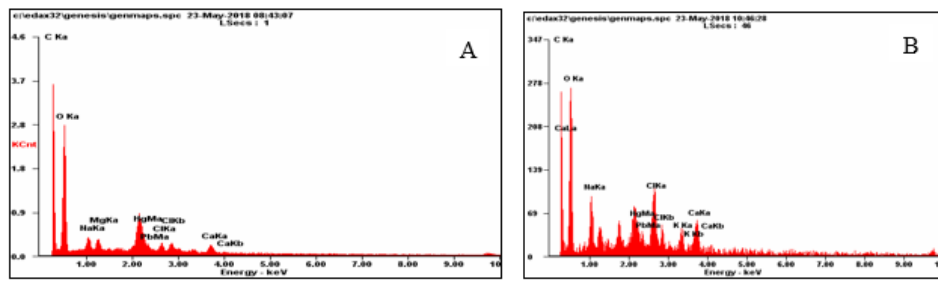 c:\edax32\genesis\genmaps.spc 23-May-2018 08:43:07
LSecs : 1
A
4.6
C Ka
3.7
O Ka
2.8
KCnt
1.8
0.9
MgKa
NaKa
HgMa
ClKb
ClKa
PbMa
CaKa
CaKb
0
1.00
2.00
3.00
4.00
5.00
6.00
7.00
8.00
9.00
10
Energy - keV
c:\edax32\genesis\genmaps.spc 23-May-2018 10:46:28
LSecs : 46
B
347
C Ka
278
O Ka
208
CaLa
139
NaKa
ClKa
69
HgMa
ClKb
PbMa
K Ka
K Kb
CaKa
CaKb
0
1.00
2.00
3.00
4.00
5.00
6.00
7.00
8.00
9.00
10
Energy - keV